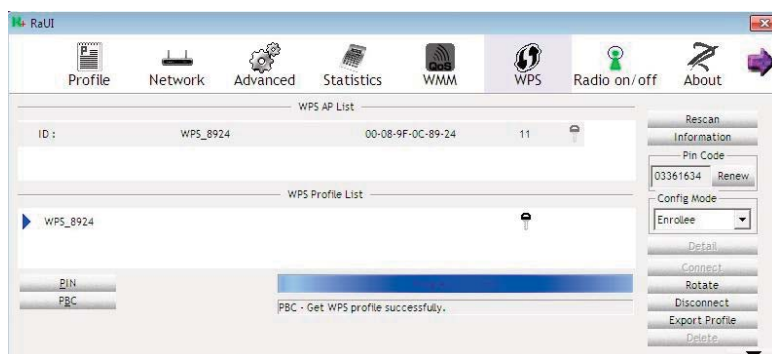 RaUI
Profile Network Advanced Statistics QoS WMM WPS Radio on/off About
WPS AP List
ID : WPS_8924 00-08-9F-0C-89-24 11
WPS Profile List
WPS_8924
Rescan
Information
Pin Code
03361634 Renew
Config Mode
Enrollee
Detail
Connect
Rotate
Disconnect
Export Profile
Delete
PIN
PBC
PBC - Get WPS profile successfully.